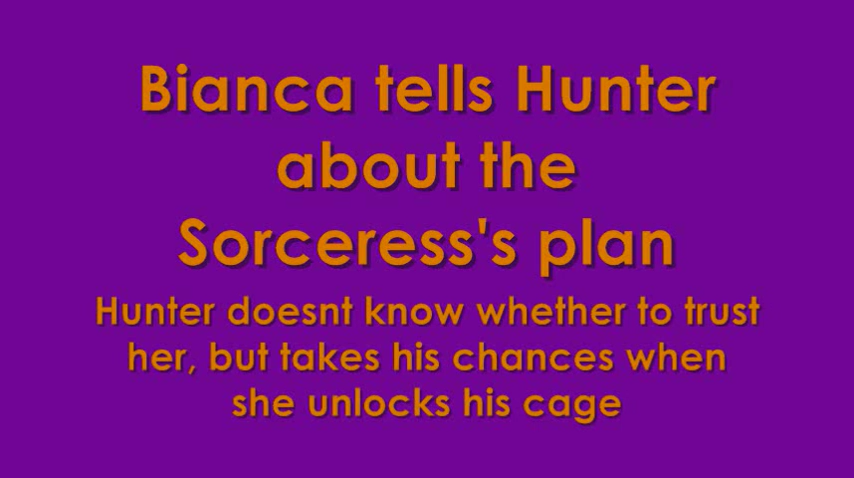 Bianca tells Hunter
about the
Sorceress's plan
Hunter doesnt know whether to trust
her, but takes his chances when
she unlocks his cage